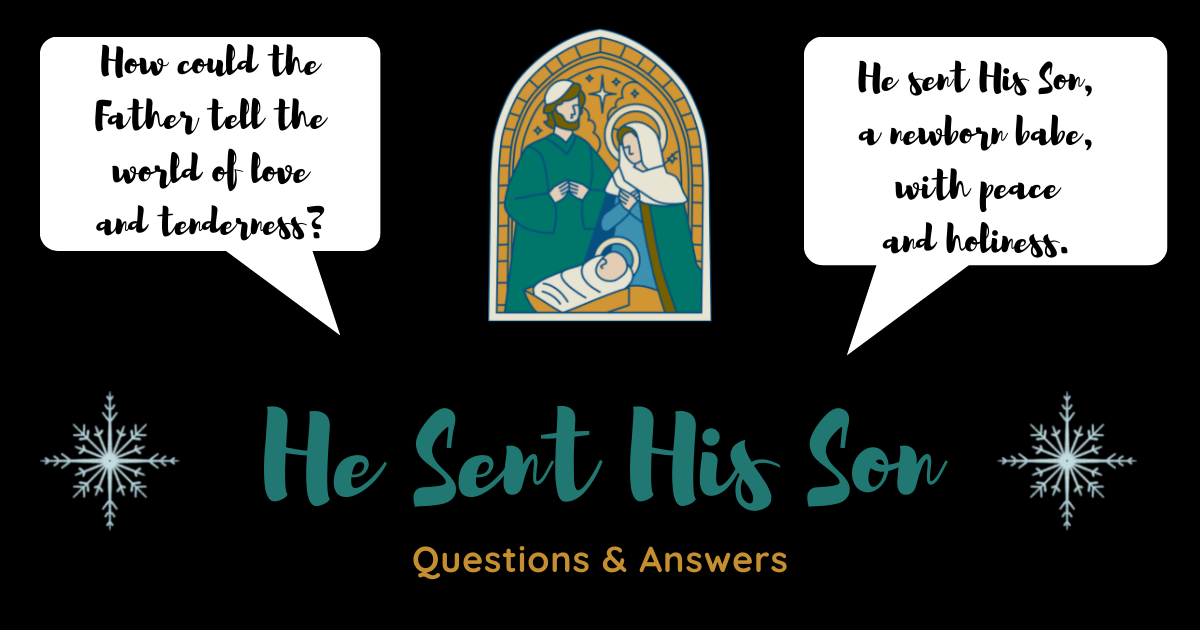 How could the
Father tell the
world of love
and tenderness?
He sent His Son,
a newborn babe,
with peace
and holiness.
He Sent His Son
Questions & Answers